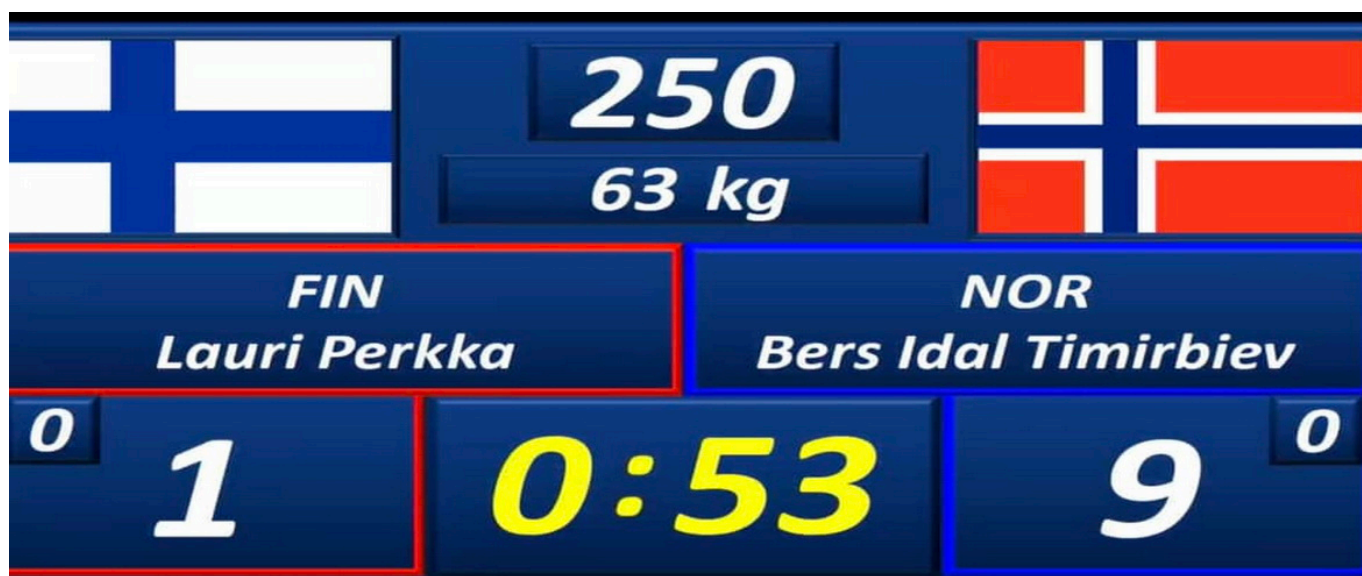 250
63 kg
FIN
Lauri Perkka
NOR
Bers Idal Timirbiev
0
1
0:53
9
0